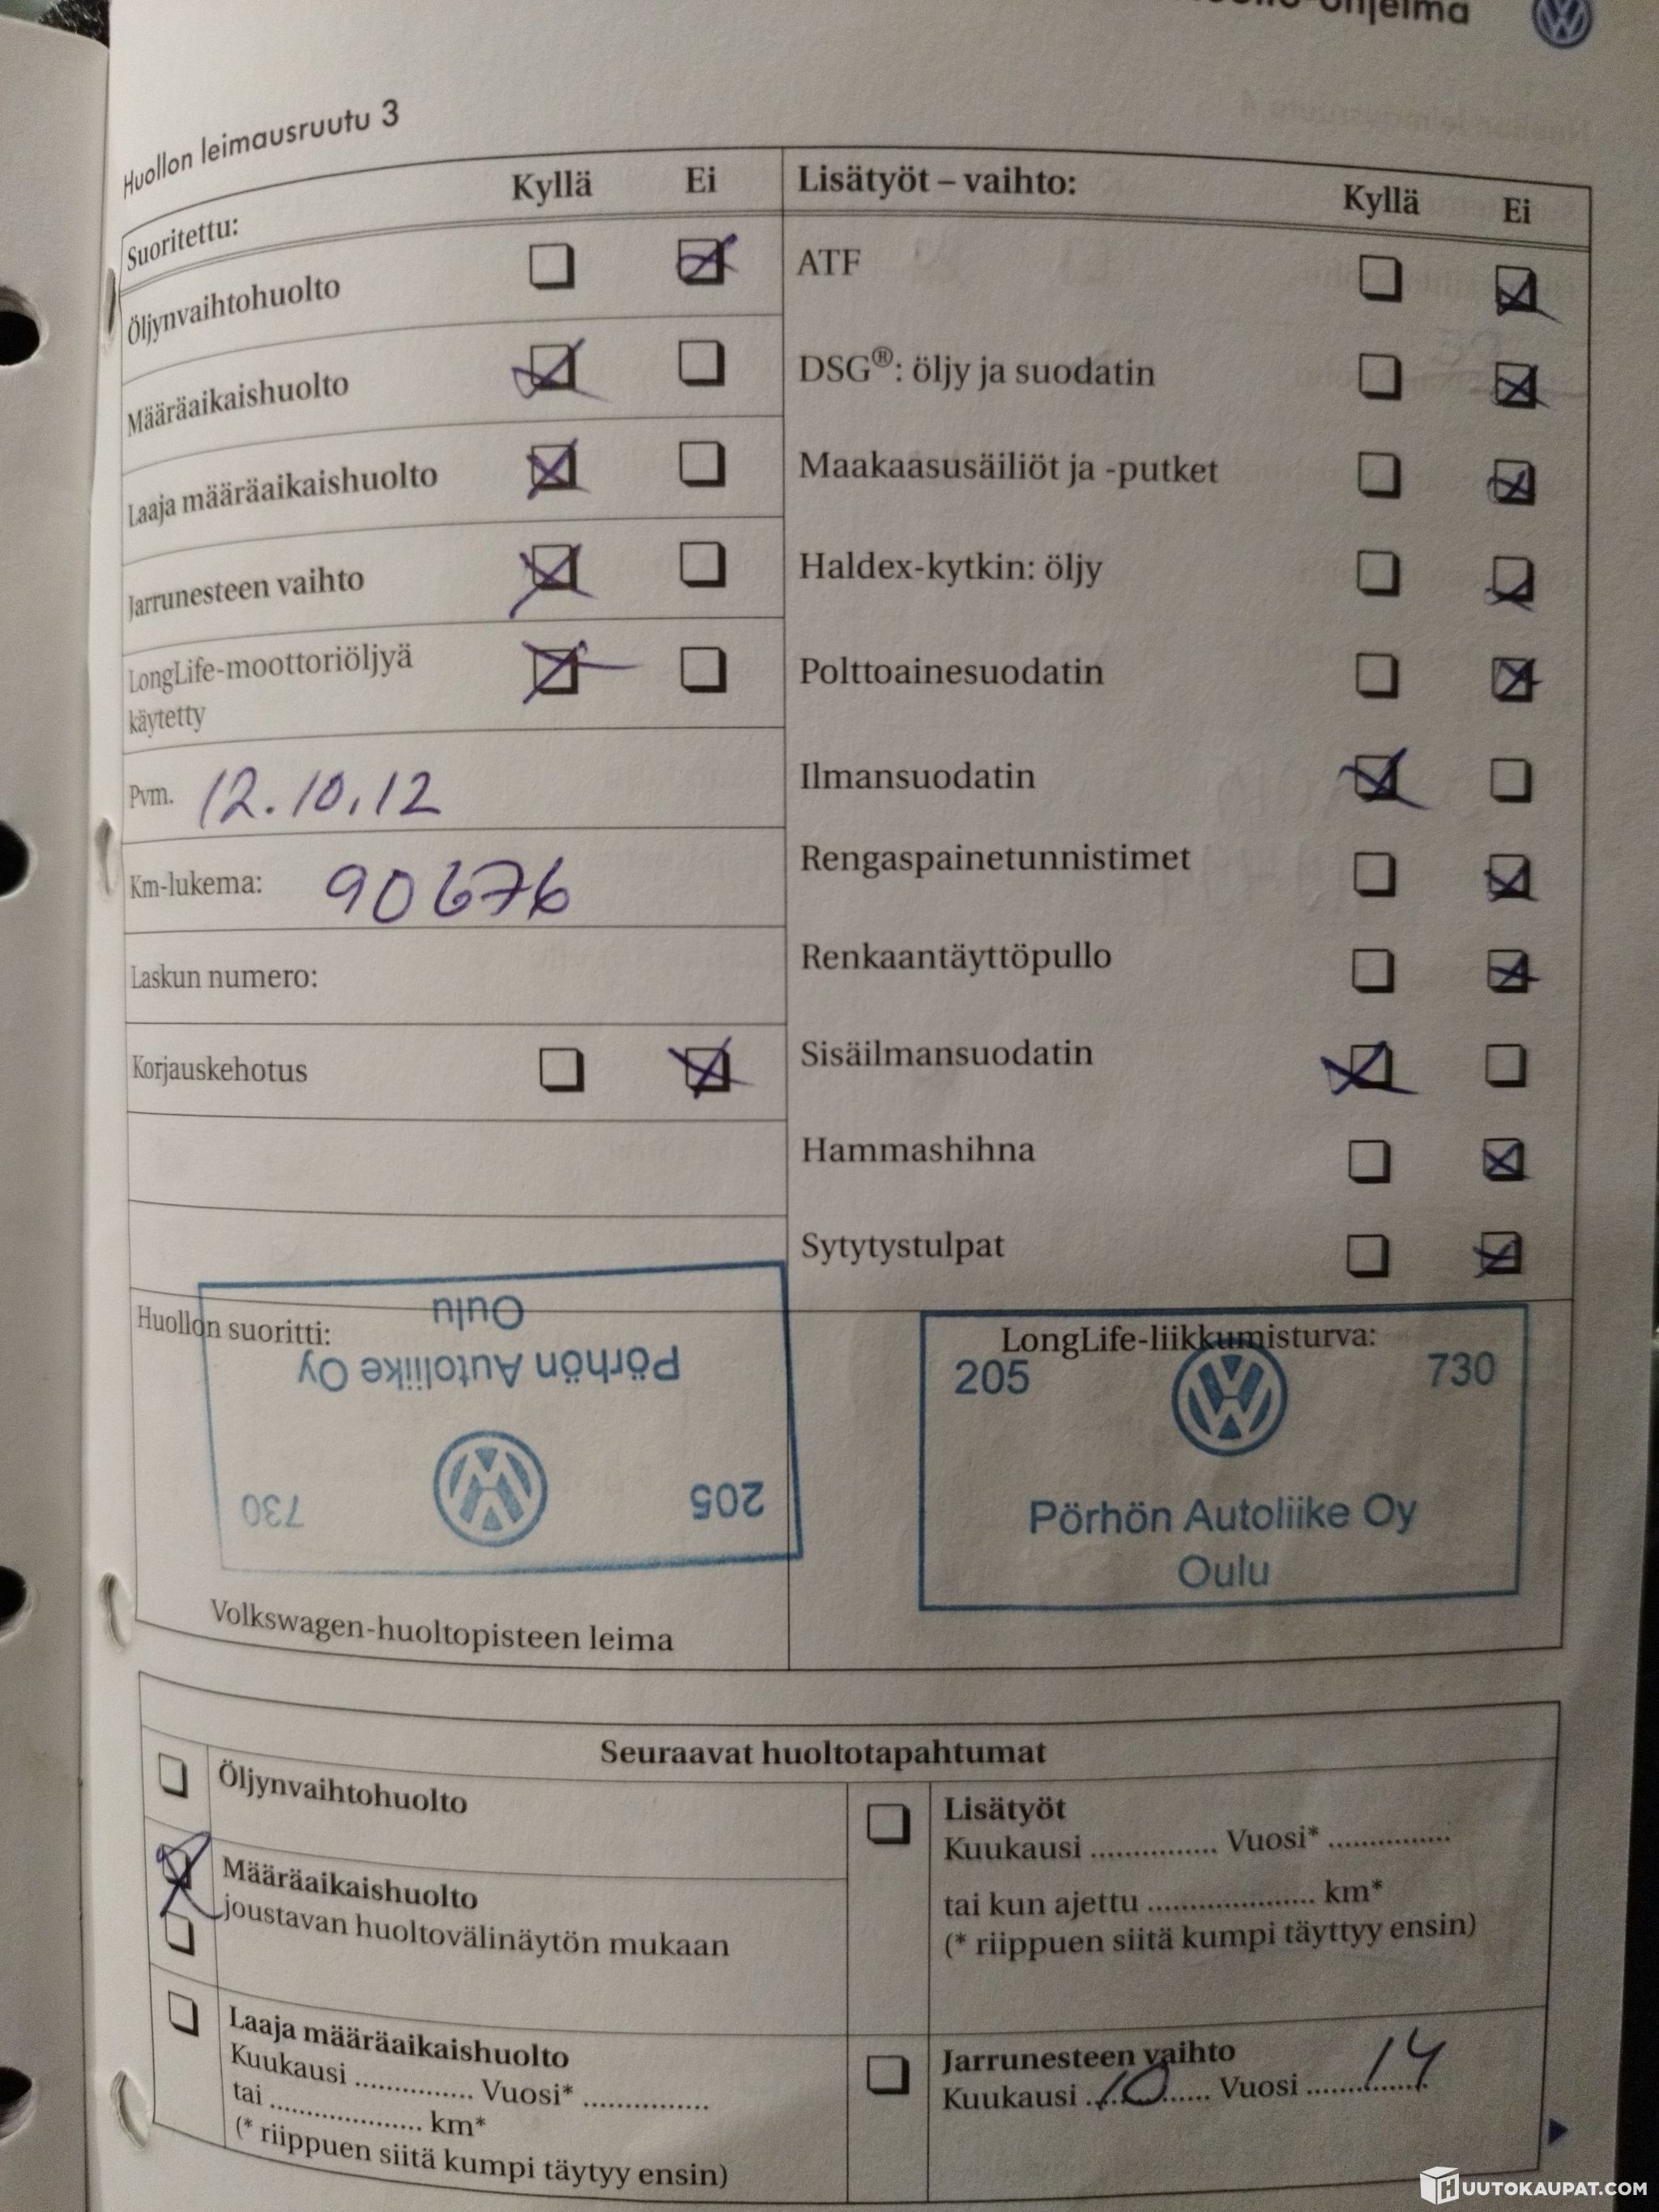 -ohjelma
Huollon leimausruutu 3
Suoritettu: Kyllä Ei
Öljynvaihtohuolto
Määräaikaishuolto
Laaja määräaikaishuolto
Jarrunesteen vaihto
LongLife-moottoriöljyä
käytetty
Pvm. 12.10.12
Km-lukema: 90676
Laskun numero:
Korjauskehotus
Lisätyöt – vaihto: Kyllä Ei
ATF
DSG®: öljy ja suodatin
Maakaasusäiliöt ja -putket
Haldex-kytkin: öljy
Polttoainesuodatin
Ilmansuodatin
Rengaspainetunnistimet
Renkaantäyttöpullo
Sisäilmansuodatin
Hammashihna
Sytytystulpat
Huollon suoritti:
205 730
Pörhön Autoliike Oy
Oulu
Volkswagen-huoltopisteen leima
LongLife-liikkumisturva:
205 730
Pörhön Autoliike Oy
Oulu
Seuraavat huoltotapahtumat
Öljynvaihtohuolto
Määräaikaishuolto
joustavan huoltovälinäytön mukaan
Laaja määräaikaishuolto
Kuukausi ............... Vuosi* ................
tai .................... km*
(* riippuen siitä kumpi täytyy ensin)
Lisätyöt
Kuukausi ............... Vuosi* ...............
tai kun ajettu .................... km*
(* riippuen siitä kumpi täyttyy ensin)
Jarrunesteen vaihto
Kuukausi 10 Vuosi 14
HUUTOKAUPAT.COM